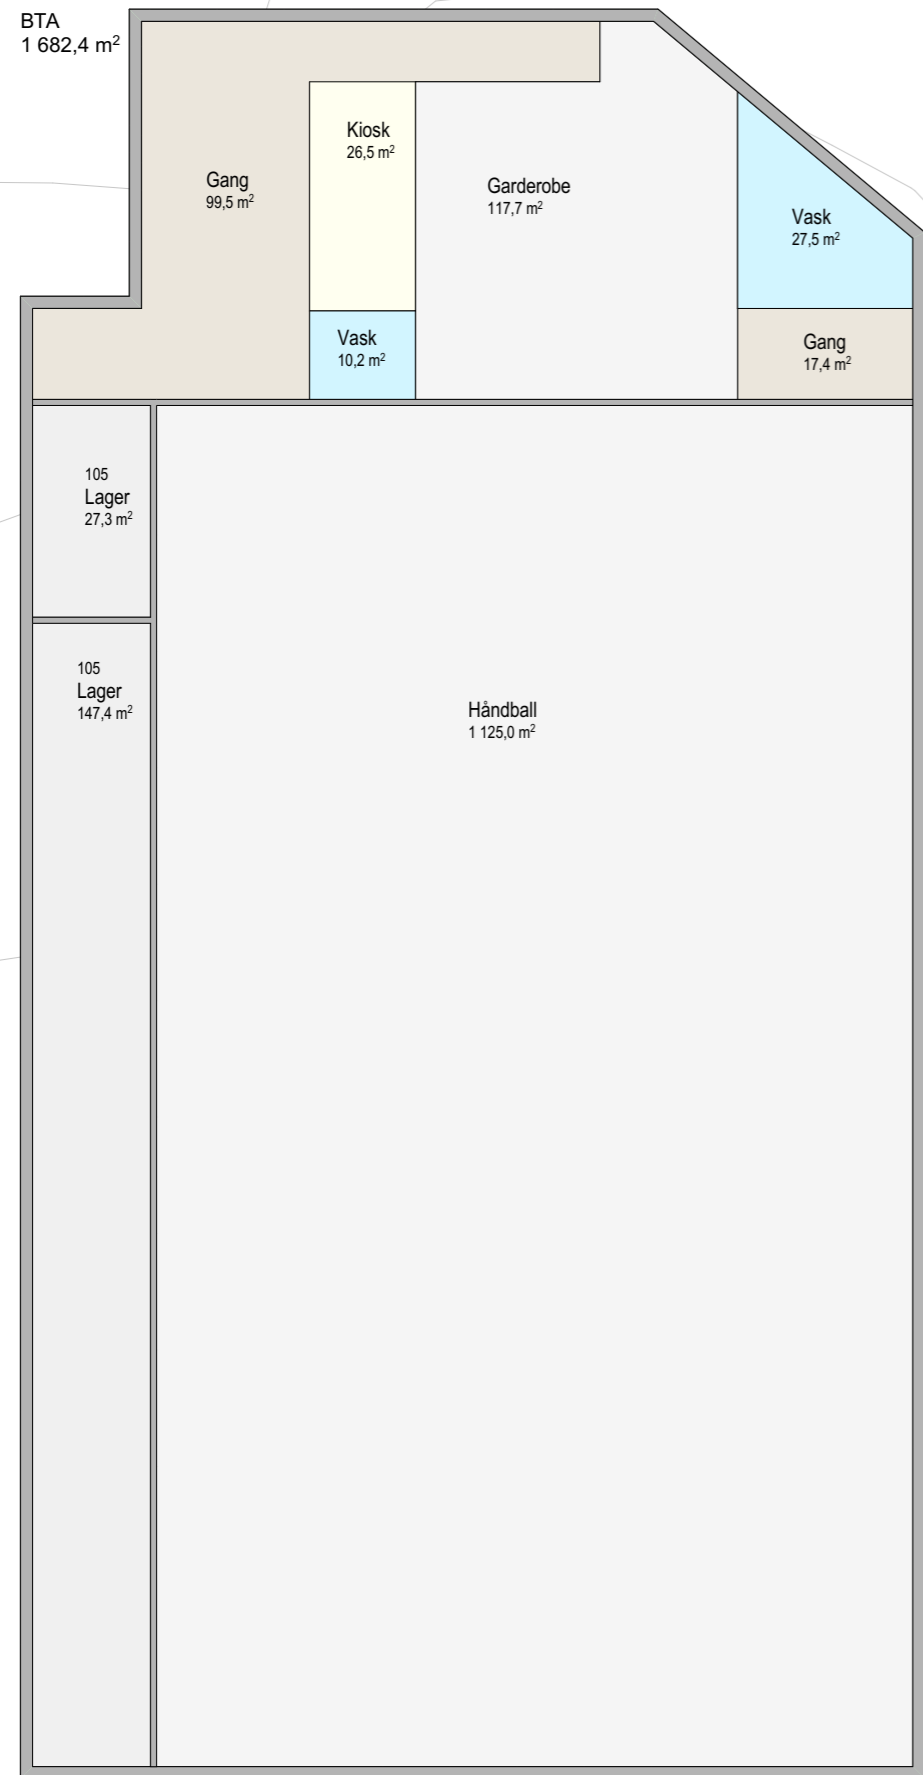 BTA
1 682,4 m²
Kiosk
26,5 m²
Gang
99,5 m²
Garderobe
117,7 m²
Vask
27,5 m²
Vask
10,2 m²
Gang
17,4 m²
105
Lager
27,3 m²
105
Lager
147,4 m²
Håndball
1 125,0 m²